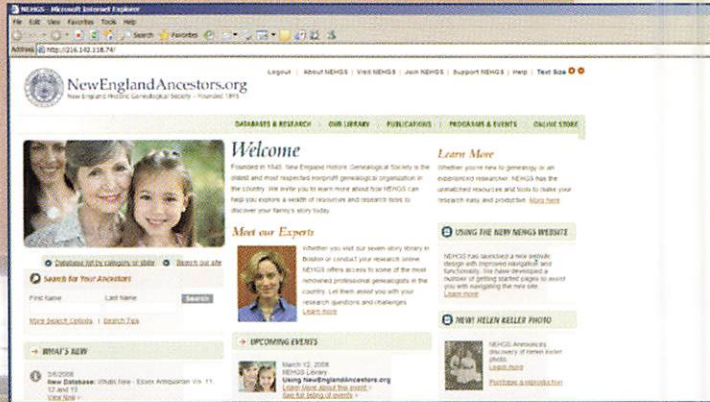 NEHGS - Microsoft Internet Explorer
File Edit View Favorites Tools Help
Search Favorites
Address http://216.142.118.74/
Logout | About NEHGS | Visit NEHGS | Join NEHGS | Support NEHGS | Help | Text Size
NewEnglandAncestors.org
New England Historic Genealogical Society - Founded 1845
DATABASES & RESEARCH OUR LIBRARY PUBLICATIONS PROGRAMS & EVENTS ONLINE STORE
Welcome
Founded in 1845, New England Historic Genealogical Society is the
oldest and most respected nonprofit genealogical organization in
the country. We invite you to learn more about how NEHGS can
help you explore a wealth of resources and research tools to
discover your family's story today.
Learn More
Whether you're new to genealogy or an
experienced researcher, NEHGS has the
unmatched resources and tools to make your
research easy and productive. More here
Meet our Experts
Whether you visit our seven-story library in
Boston or conduct your research online,
NEHGS offers access to some of the most
renowned professional genealogists in the
country. Let them assist you with your
research questions and challenges.
Learn more
USING THE NEW NEHGS WEBSITE
NEHGS has launched a new website
design with improved navigation and
functionality. We have developed a
number of getting started pages to assist
you with navigating the new site.
Learn more
Database list by category or state Search our site
Search for Your Ancestors
First Name Last Name Search
More Search Options | Search Tips
WHAT'S NEW
New Database: Whats New - Essex Antiquarian Vol. 11,
12 and 13
View Now
UPCOMING EVENTS
March 12, 2008
NEHGS Library
Using NewEnglandAncestors.org
Learn More about this event
See full listing of events
NEW! HELEN KELLER PHOTO
NEHGS Announces
discovery of Helen Keller
photo.
Learn more
Purchase a reproduction